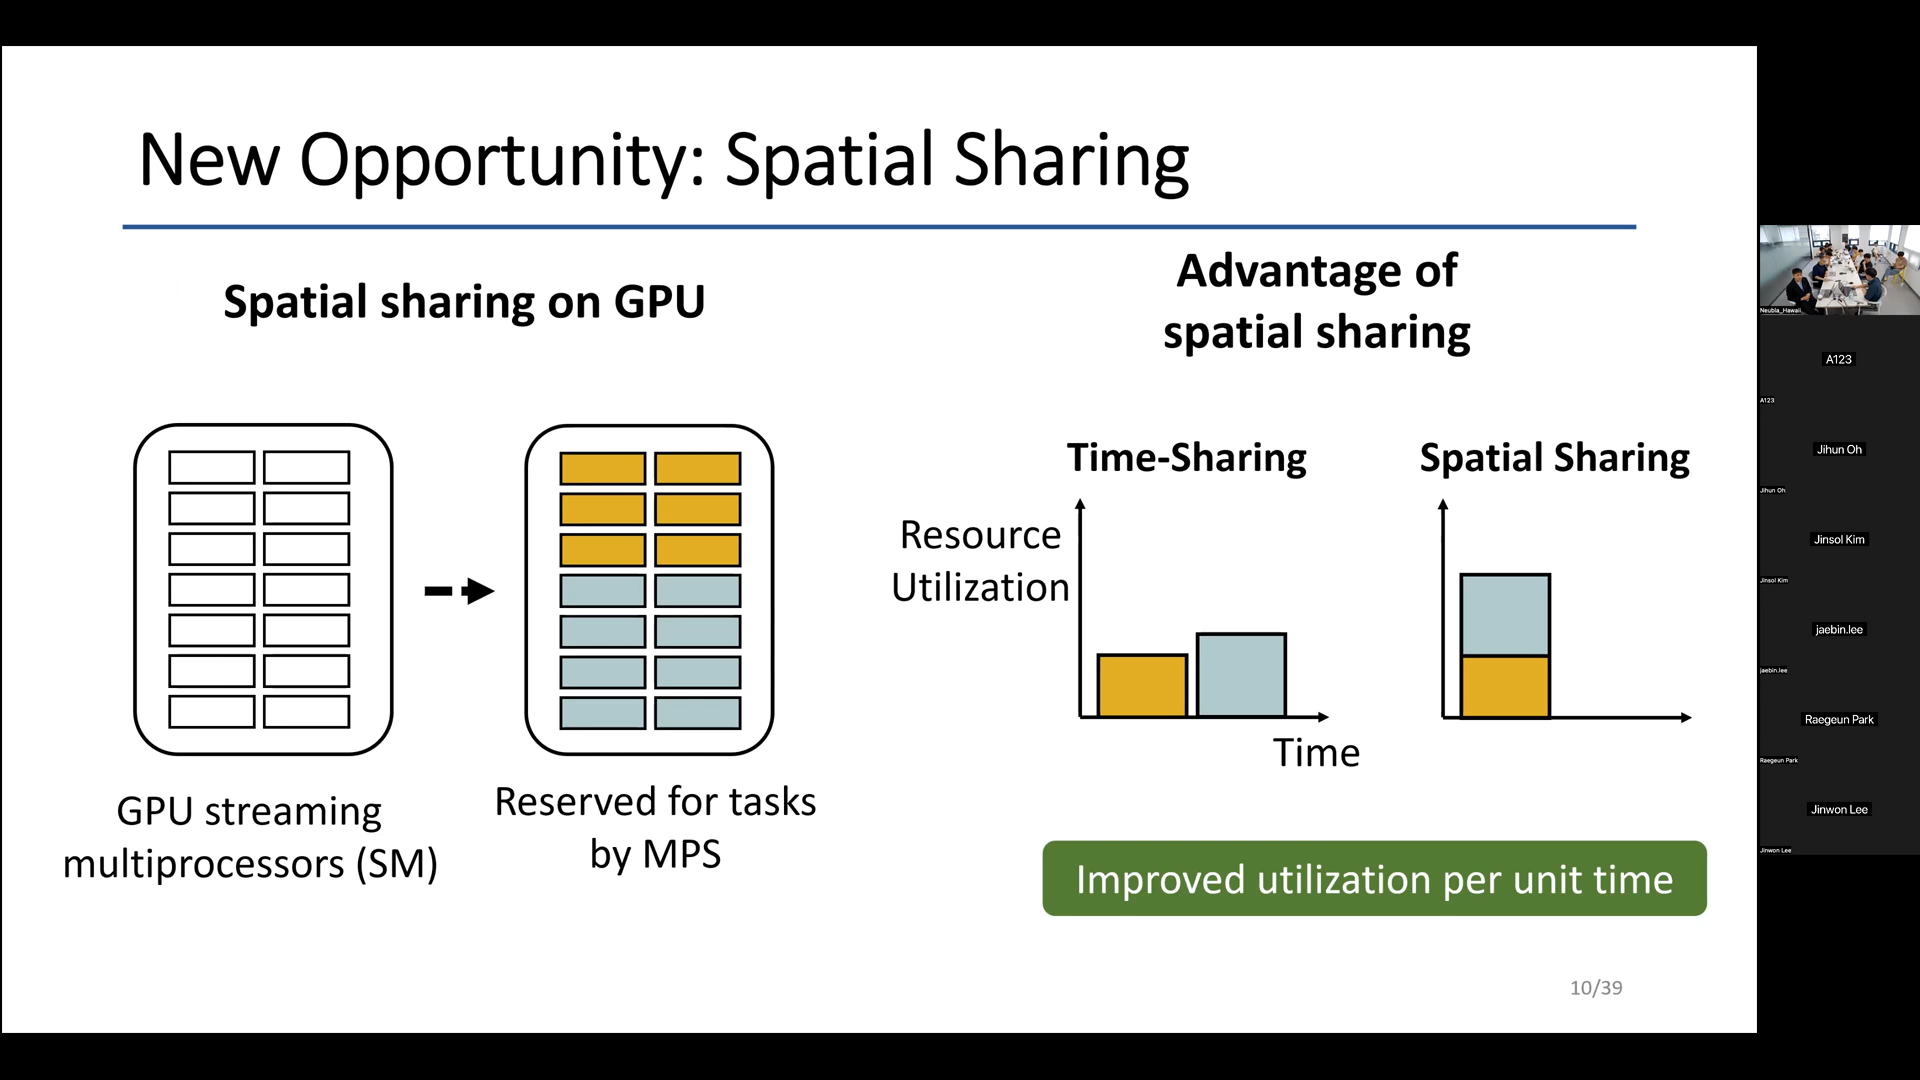 New Opportunity: Spatial Sharing
Spatial sharing on GPU
GPU streaming
multiprocessors (SM)
Reserved for tasks
by MPS
Advantage of
spatial sharing
Time-Sharing
Spatial Sharing
Resource
Utilization
Time
Improved utilization per unit time
10/39
Neubla_Hawaii
A123
A123
Jihun Oh
Jihun Oh
Jinsol Kim
Jinsol Kim
jaebin.lee
jaebin.lee
Raegeun Park
Raegeun Park
Jinwon Lee
Jinwon Lee